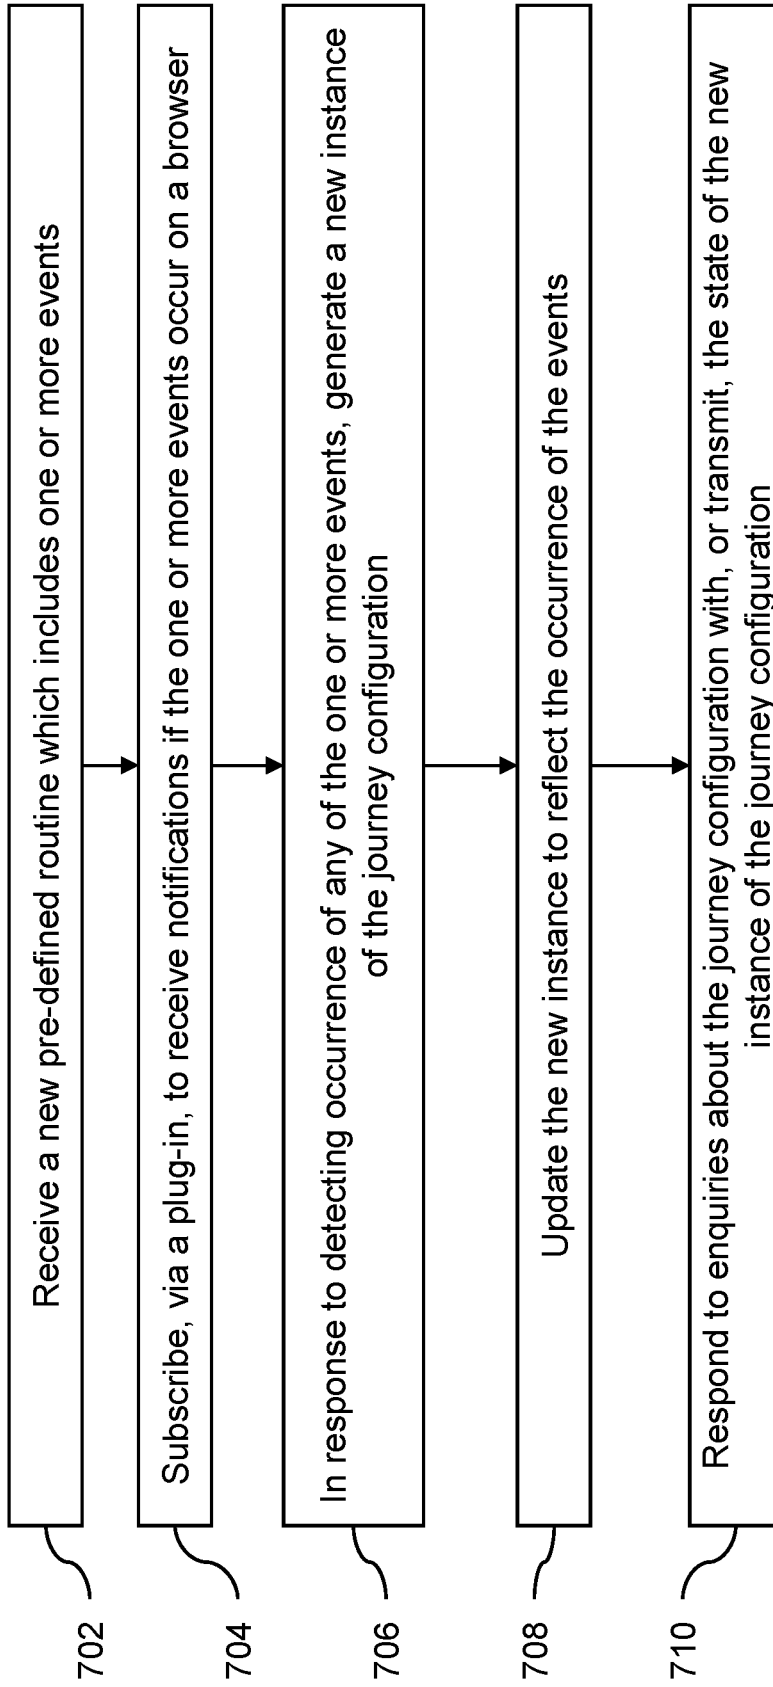 702
Receive a new pre-defined routine which includes one or more events
704
Subscribe, via a plug-in, to receive notifications if the one or more events occur on a browser
706
In response to detecting occurrence of any of the one or more events, generate a new instance
of the journey configuration
708
Update the new instance to reflect the occurrence of the events
710
Respond to enquiries about the journey configuration with, or transmit, the state of the new
instance of the journey configuration